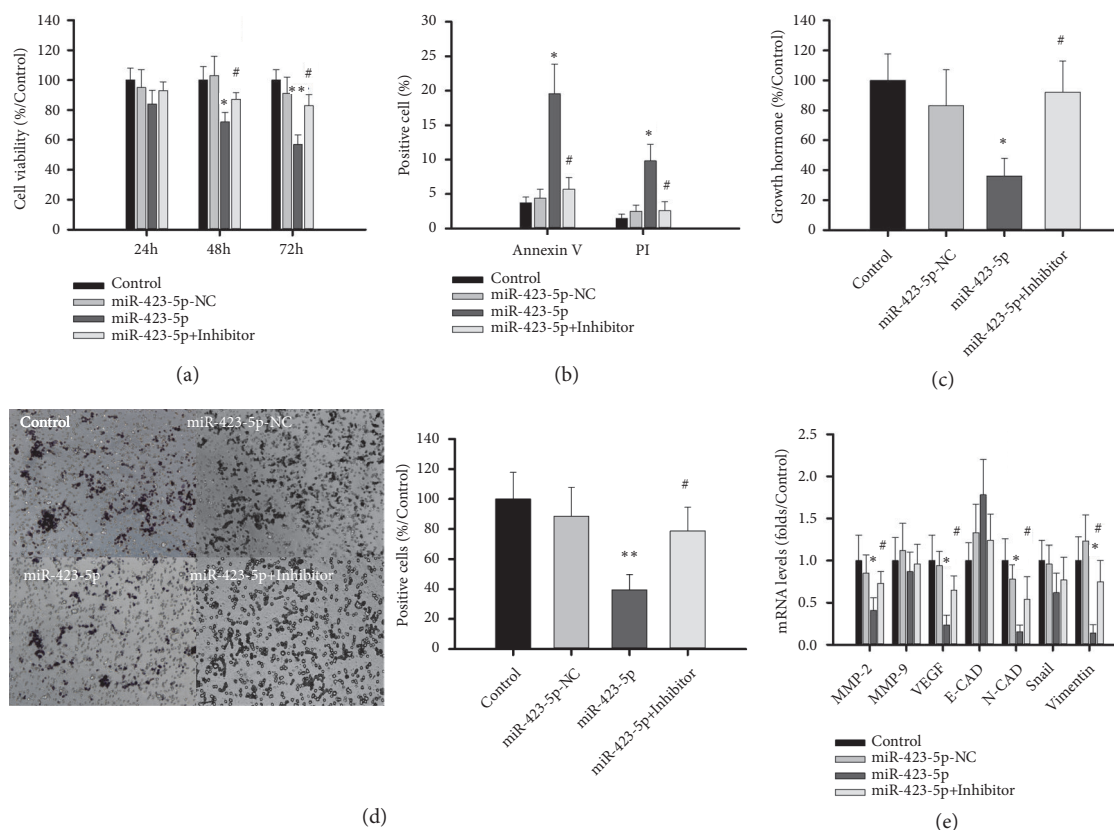 140
120
100
80
60
40
20
0
Cell viability (%/Control)
#
#
*
**
24h
48h
72h
Control
miR-423-5p-NC
miR-423-5p
miR-423-5p+Inhibitor
(a)
30
25
20
15
10
5
0
Positive cell (%)
*
*
#
#
Annexin V
PI
Control
miR-423-5p-NC
miR-423-5p
miR-423-5p+Inhibitor
(b)
140
120
100
80
60
40
20
0
Growth hormone (%/Control)
#
*
Control
miR-423-5p-NC
miR-423-5p
miR-423-5p+Inhibitor
(c)
Control
miR-423-5p-NC
miR-423-5p
miR-423-5p+Inhibitor
140
120
100
80
60
40
20
0
Positive cells (%/Control)
#
**
Control
miR-423-5p-NC
miR-423-5p
miR-423-5p+Inhibitor
(d)
2.5
2.0
1.5
1.0
0.5
0.0
mRNA levels (folds/Control)
* #
* #
* #
* #
MMP-2
MMP-9
VEGF
E-CAD
N-CAD
Snail
Vimentin
Control
miR-423-5p-NC
miR-423-5p
miR-423-5p+Inhibitor
(e)